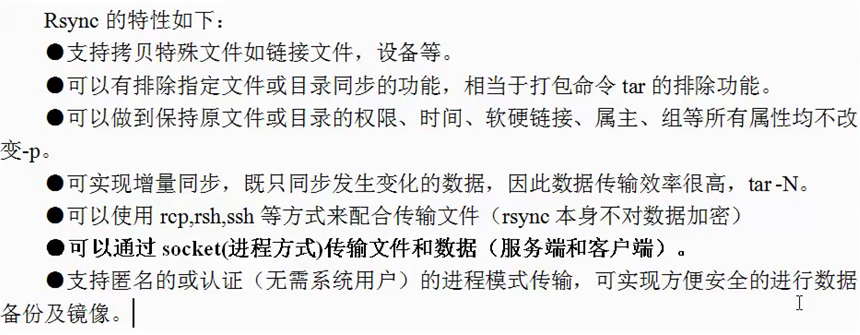 Rsync 的特性如下：
●支持拷贝特殊文件如链接文件，设备等。
●可以有排除指定文件或目录同步的功能，相当于打包命令 tar 的排除功能。
●可以做到保持原文件或目录的权限、时间、软硬链接、属主、组等所有属性均不改
变-p。
●可实现增量同步，既只同步发生变化的数据，因此数据传输效率很高，tar -N。
●可以使用 rcp,rsh,ssh 等方式来配合传输文件（rsync 本身不对数据加密）
●可以通过 socket(进程方式)传输文件和数据（服务端和客户端）。
●支持匿名的或认证（无需系统用户）的进程模式传输，可实现方便安全的进行数据
备份及镜像。